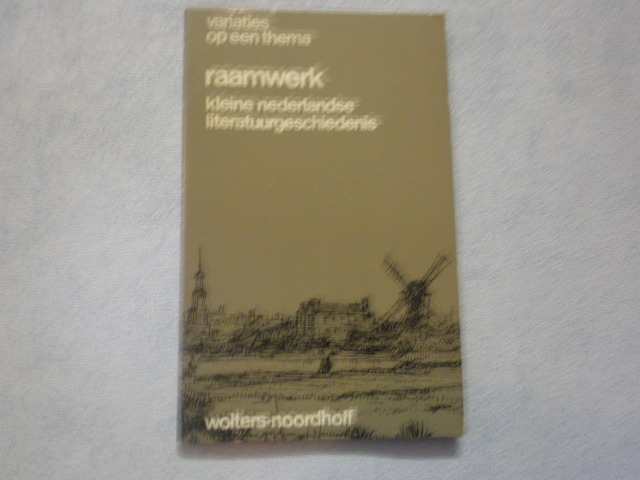 variaties
op een thema
raamwerk
kleine nederlandse
literatuurgeschiedenis
wolters-noordhoff